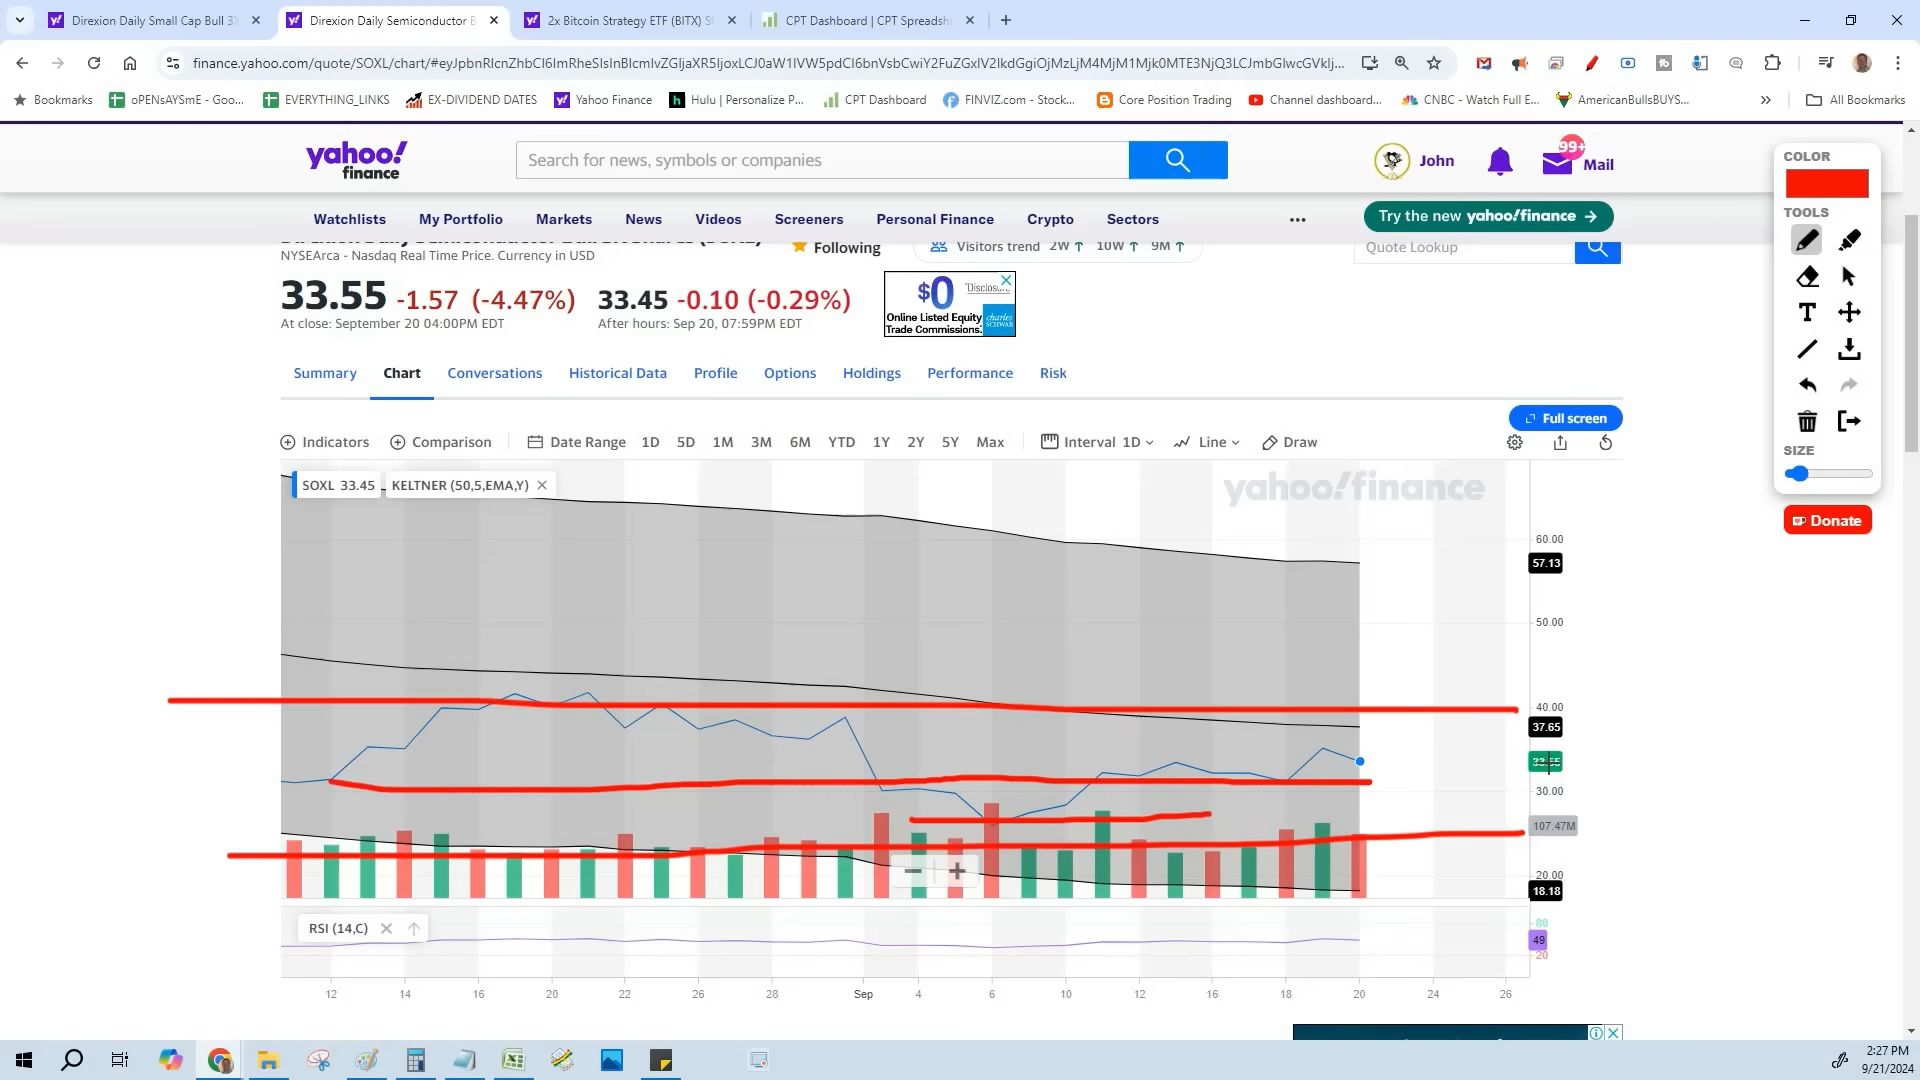 Direxion Daily Small Cap Bull 3X
Direxion Daily Semiconductor B
2x Bitcoin Strategy ETF (BITX) S
CPT Dashboard | CPT Spreadsh
Bookmarks
oPENsAYSmE - Goo...
EVERYTHING_LINKS
EX-DIVIDEND DATES
Yahoo Finance
Hulu | Personalize P...
CPT Dashboard
FINVIZ.com - Stock...
Core Position Trading
Channel dashboard...
CNBC - Watch Full E...
AmericanBullsBUYS...
»
All Bookmarks
yahoo!
finance
Search for news, symbols or companies
John
99+
Mail
Watchlists
My Portfolio
Markets
News
Videos
Screeners
Personal Finance
Crypto
Sectors
...
Try the new yahoo!finance →
Following
Visitors trend 2W ↑ 10W ↑ 9M ↑
Quote Lookup
NYSEArca - Nasdaq Real Time Price. Currency in USD
33.55 -1.57 (-4.47%)
33.45 -0.10 (-0.29%)
At close: September 20 04:00PM EDT
After hours: Sep 20, 07:59PM EDT
$0
Online Listed Equity
Trade Commissions.
charles
SCHWAB
Summary
Chart
Conversations
Historical Data
Profile
Options
Holdings
Performance
Risk
Full screen
Indicators
Comparison
Date Range
1D
5D
1M
3M
6M
YTD
1Y
2Y
5Y
Max
Interval 1D
Line
Draw
SOXL 33.45
KELTNER (50,5,EMA,Y)
yahoo!finance
60.00
57.13
50.00
40.00
37.65
30.00
107.47M
20.00
18.18
RSI (14,C)
80
49
20
12
14
16
20
22
26
28
Sep
4
6
10
12
16
18
20
24
26
COLOR
TOOLS
T
SIZE
Donate
2:27 PM
9/21/2024